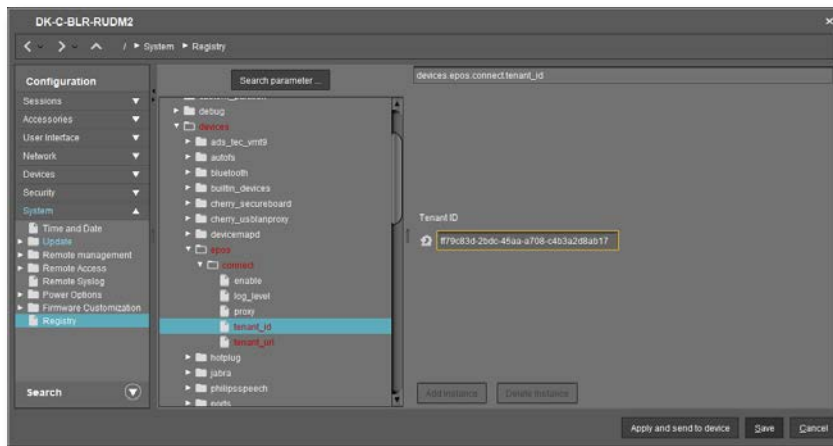 DK-C-BLR-RUDM2
/ System Registry
Configuration
Sessions
Accessories
User Interface
Network
Devices
Security
System
Time and Date
Update
Remote management
Remote Access
Remote Syslog
Power Options
Firmware Customization
Registry
Search
Search parameter ...
debug
devices
ads_tec_vmt9
autofs
bluetooth
builtin_devices
cherry_secureboard
cherry_usblanproxy
devicemapd
epos
connect
enable
log_level
proxy
tenant_id
tenant_url
hotplug
jabra
philipsspeech
ports
devices.epos.connect.tenant_id
Tenant ID
ff79c83d-2bdc-45aa-a708-c4b3a2d8ab17
Add instance Delete instance
Apply and send to device Save Cancel